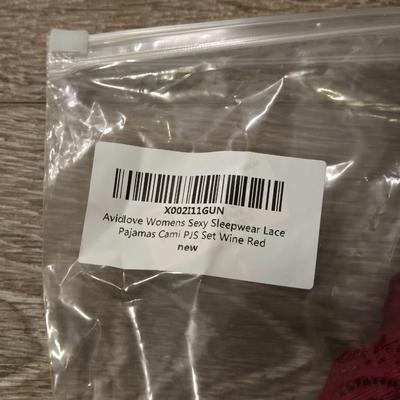 X002I11GUN
Avidlove Womens Sexy Sleepwear Lace
Pajamas Cami PJS Set Wine Red
new